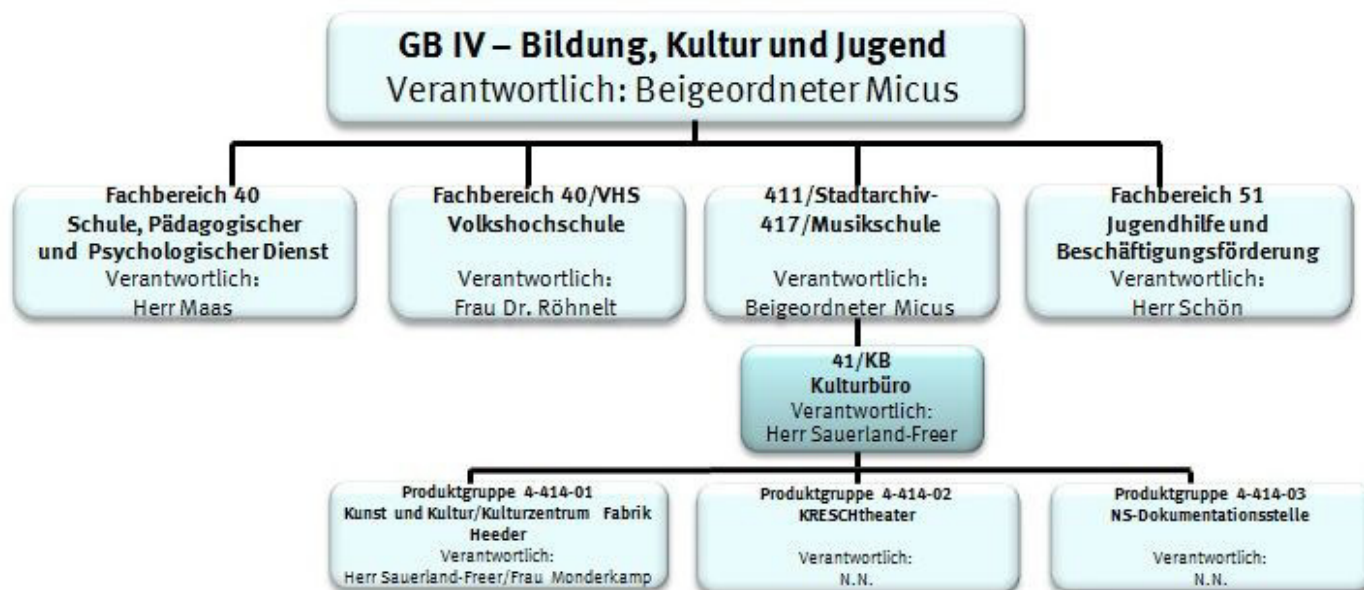 GB IV – Bildung, Kultur und Jugend
Verantwortlich: Beigeordneter Micus
Fachbereich 40
Schule, Pädagogischer
und Psychologischer Dienst
Verantwortlich:
Herr Maas
Fachbereich 40/VHS
Volkshochschule
Verantwortlich:
Frau Dr. Röhnelt
411/Stadtarchiv-
417/Musikschule
Verantwortlich:
Beigeordneter Micus
Fachbereich 51
Jugendhilfe und
Beschäftigungsförderung
Verantwortlich:
Herr Schön
41/KB
Kulturbüro
Verantwortlich:
Herr Sauerland-Freer
Produktgruppe 4-414-01
Kunst und Kultur/Kulturzentrum Fabrik
Heeder
Verantwortlich:
Herr Sauerland-Freer/Frau Monderkamp
Produktgruppe 4-414-02
KRESCHtheater
Verantwortlich:
N.N.
Produktgruppe 4-414-03
NS-Dokumentationsstelle
Verantwortlich:
N.N.